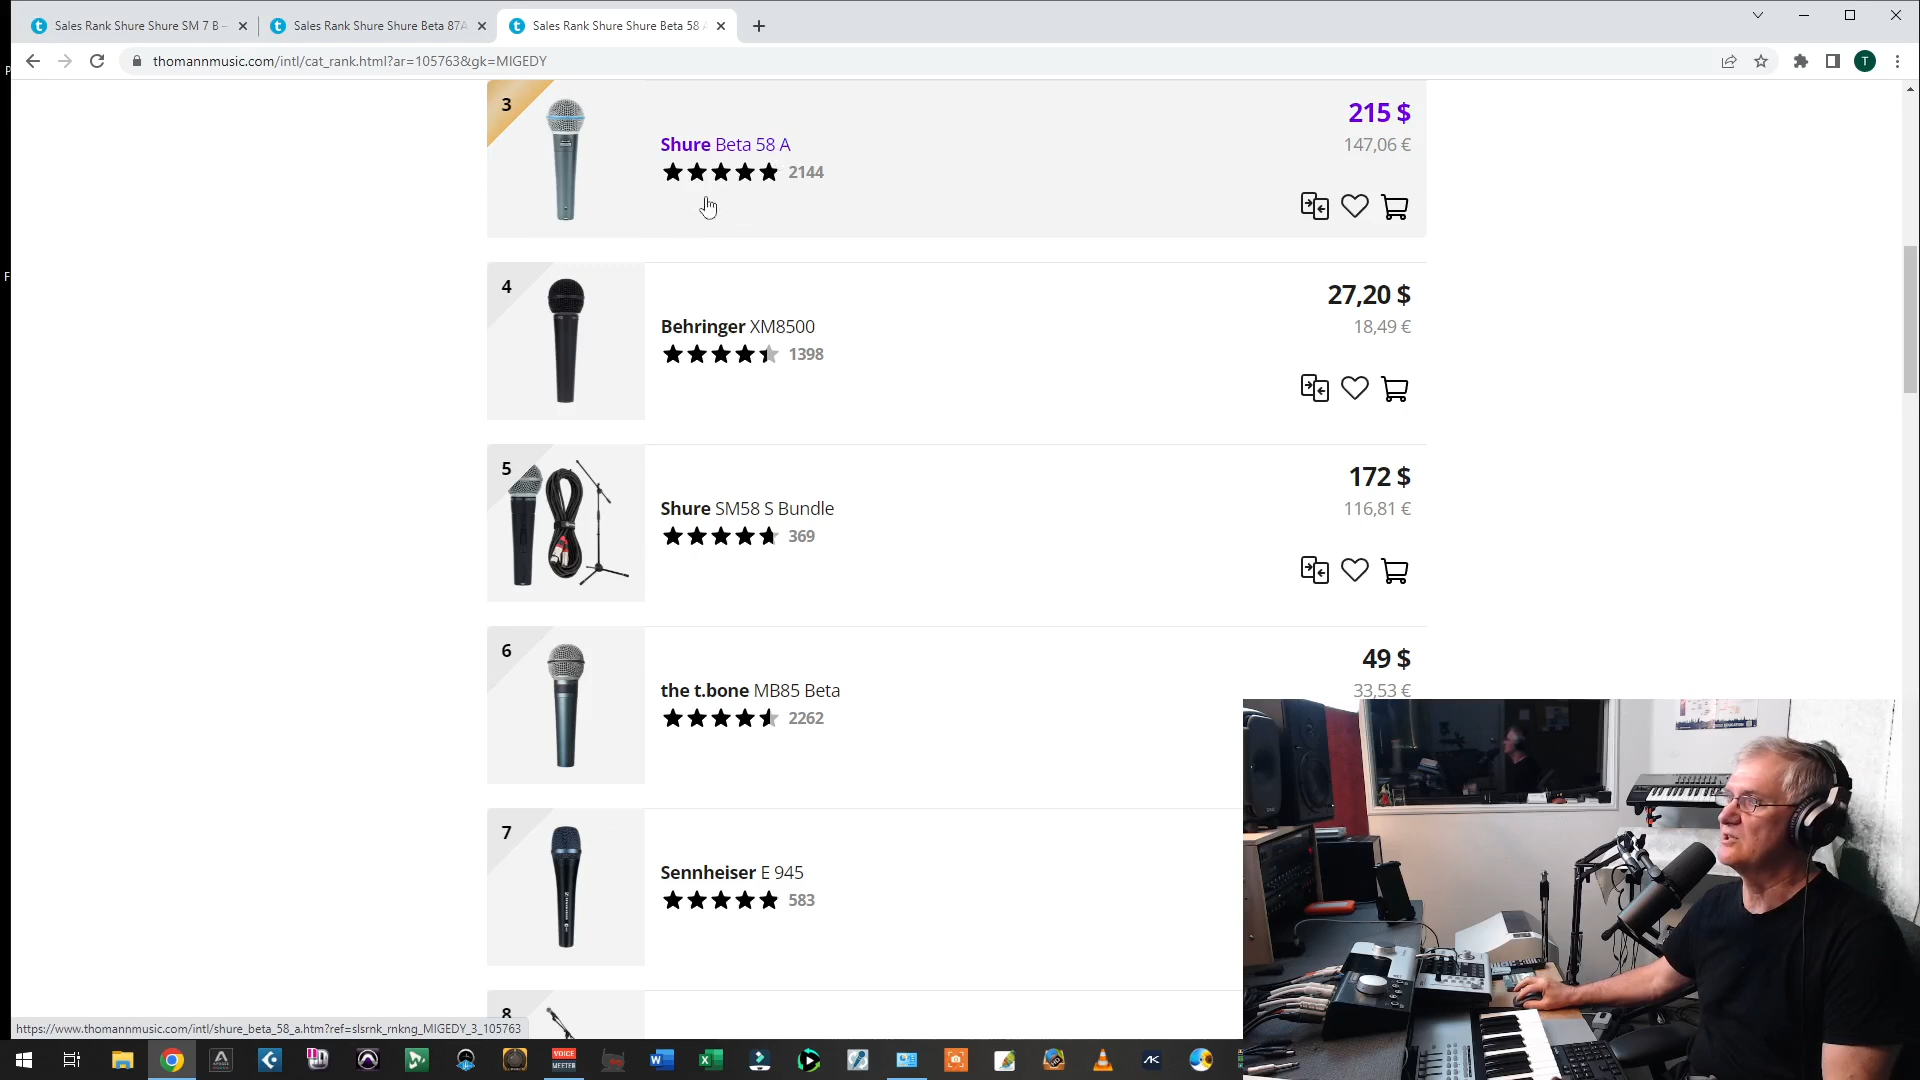 Sales Rank Shure Shure SM 7 B –
Sales Rank Shure Shure Beta 87A
Sales Rank Shure Shure Beta 58 A
thomannmusic.com/intl/cat_rank.html?ar=105763&gk=MIGEDY
T
3
Shure Beta 58 A
2144
215 $
147,06 €
4
Behringer XM8500
1398
27,20 $
18,49 €
5
Shure SM58 S Bundle
369
172 $
116,81 €
6
the t.bone MB85 Beta
2262
49 $
33,53 €
7
Sennheiser E 945
583
8
https://www.thomannmusic.com/intl/shure_beta_58_a.htm?ref=slsrnk_rnkng_MIGEDY_3_105763
VOICE
MEETER